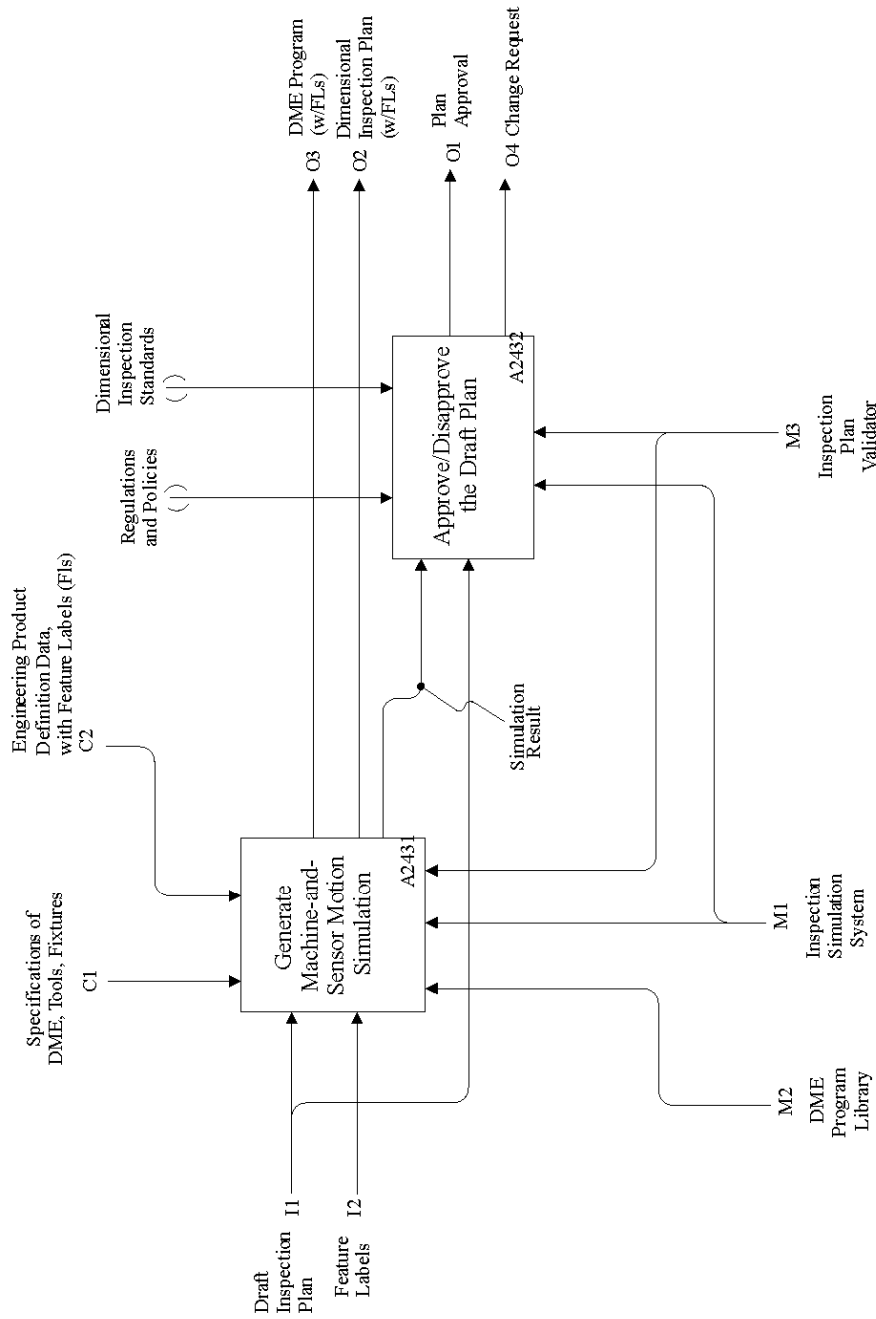 Specifications of
DME, Tools, Fixtures
C1
Engineering Product
Definition Data,
with Feature Labels (Fls)
C2
Regulations
and Policies
Dimensional
Inspection
Standards
Draft
Inspection
Plan
I1
Feature
Labels
I2
Generate
Machine-and-
Sensor Motion
Simulation
A2431
O3
DME Program
(w/FLs)
O2
Dimensional
Inspection Plan
(w/FLs)
Simulation
Result
Approve/Disapprove
the Draft Plan
A2432
O1
Plan
Approval
O4 Change Request
M2
DME
Program
Library
M1
Inspection
Simulation
System
M3
Inspection
Plan
Validator